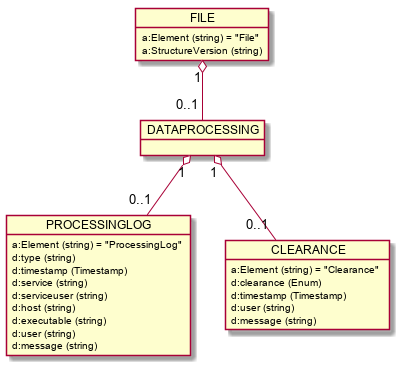 FILE
a:Element (string) = "File"
a:StructureVersion (string)
1
0..1
DATAPROCESSING
1
1
0..1
0..1
PROCESSINGLOG
a:Element (string) = "ProcessingLog"
d:type (string)
d:timestamp (Timestamp)
d:service (string)
d:serviceuser (string)
d:host (string)
d:executable (string)
d:user (string)
d:message (string)
CLEARANCE
a:Element (string) = "Clearance"
d:clearance (Enum)
d:timestamp (Timestamp)
d:user (string)
d:message (string)